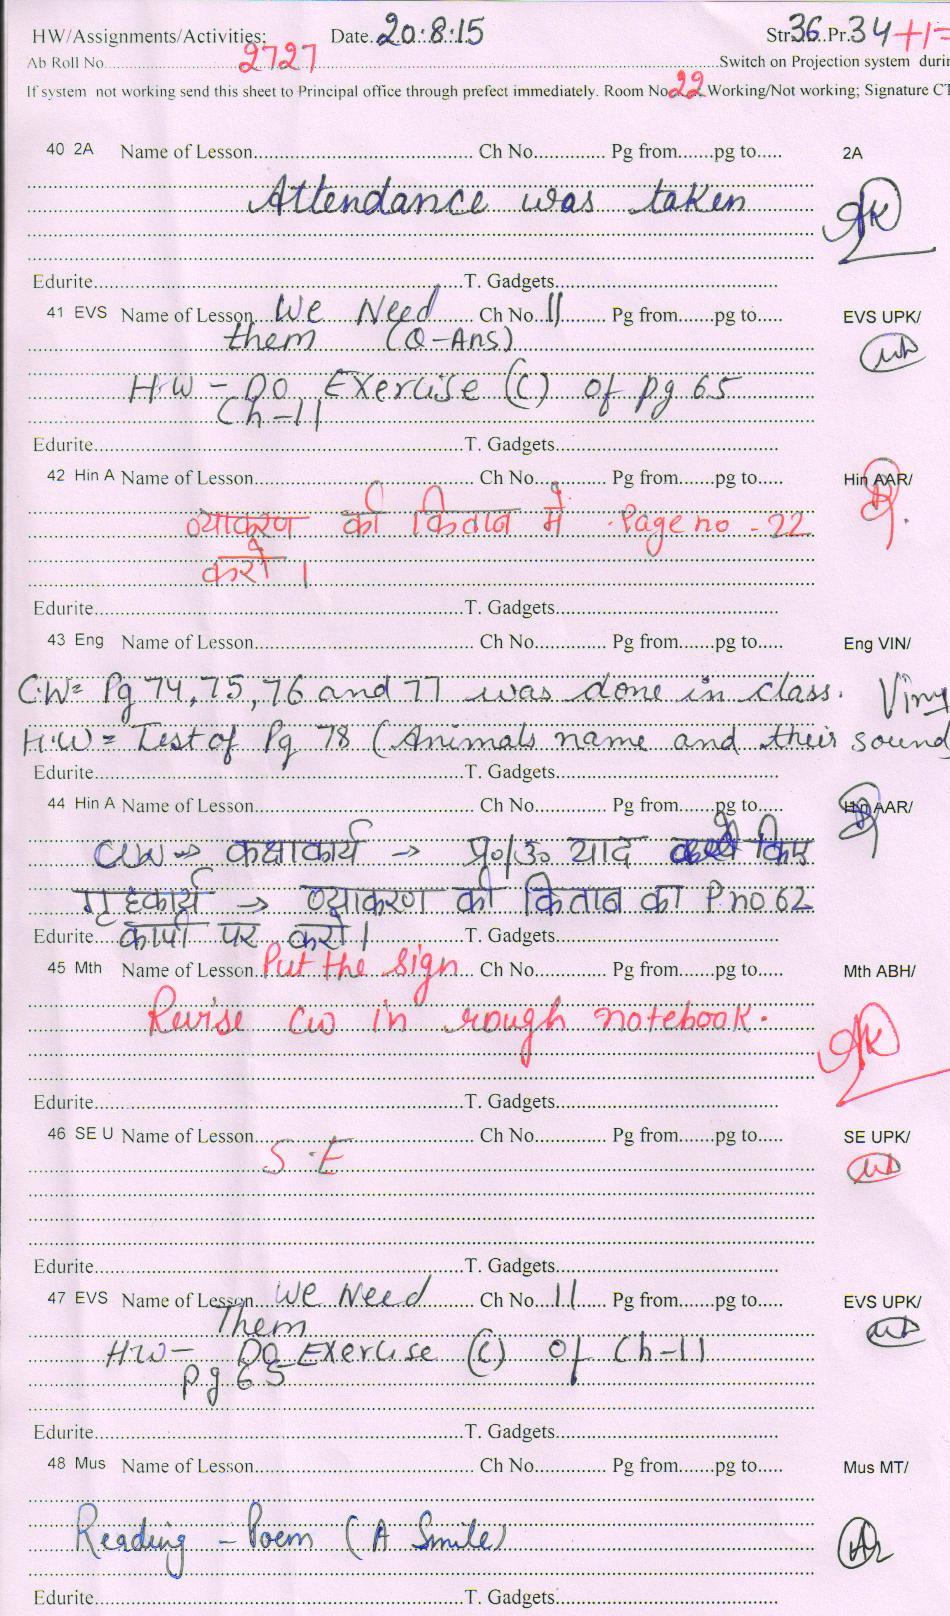 HW/Assignments/Activities: Date..20:8:15 Str36..Pr.34+1=
Ab Roll No....2727....Switch on Projection system durin
If system not working send this sheet to Principal office through prefect immediately. Room No.22.Working/Not working; Signature CT
40 2A Name of Lesson.......... Ch No.......... Pg from......pg to..... 2A
Attendance was taken
Edurite..........T. Gadgets..........
41 EVS Name of Lesson...We Need Ch No.11 Pg from......pg to..... EVS UPK/
them (Q-Ans)
H.W - Do Exercise (C) of pg 65
Ch-11
Edurite..........T. Gadgets..........
42 Hin A Name of Lesson.......... Ch No.......... Pg from......pg to..... Hin AAR/
व्याकरण की किताब में Page no - 22
करो ।
Edurite..........T. Gadgets..........
43 Eng Name of Lesson.......... Ch No.......... Pg from......pg to..... Eng VIN/
C.W= Pg 74,75,76 and 77 was done in class.
H.W = Test of Pg 78 (Animals name and their sound
Edurite..........T. Gadgets..........
44 Hin A Name of Lesson.......... Ch No.......... Pg from......pg to..... Hin AAR/
CW → कक्षाकार्य → प्र०/उ० याद किए
गृहकार्य → व्याकरण की किताब का P no 62
Edurite कापी पर करो। T. Gadgets..........
45 Mth Name of Lesson.Put the sign Ch No.......... Pg from......pg to..... Mth ABH/
Revise cw in rough notebook.
Edurite..........T. Gadgets..........
46 SE U Name of Lesson.......... Ch No.......... Pg from......pg to..... SE UPK/
S.E
Edurite..........T. Gadgets..........
47 EVS Name of Lesson...We Need Ch No...11..... Pg from......pg to..... EVS UPK/
Them
H.W- Do Exercise (C) of Ch-11
pg 65
Edurite..........T. Gadgets..........
48 Mus Name of Lesson.......... Ch No.......... Pg from......pg to..... Mus MT/
Reading - Poem (A Smile)
Edurite..........T. Gadgets..........